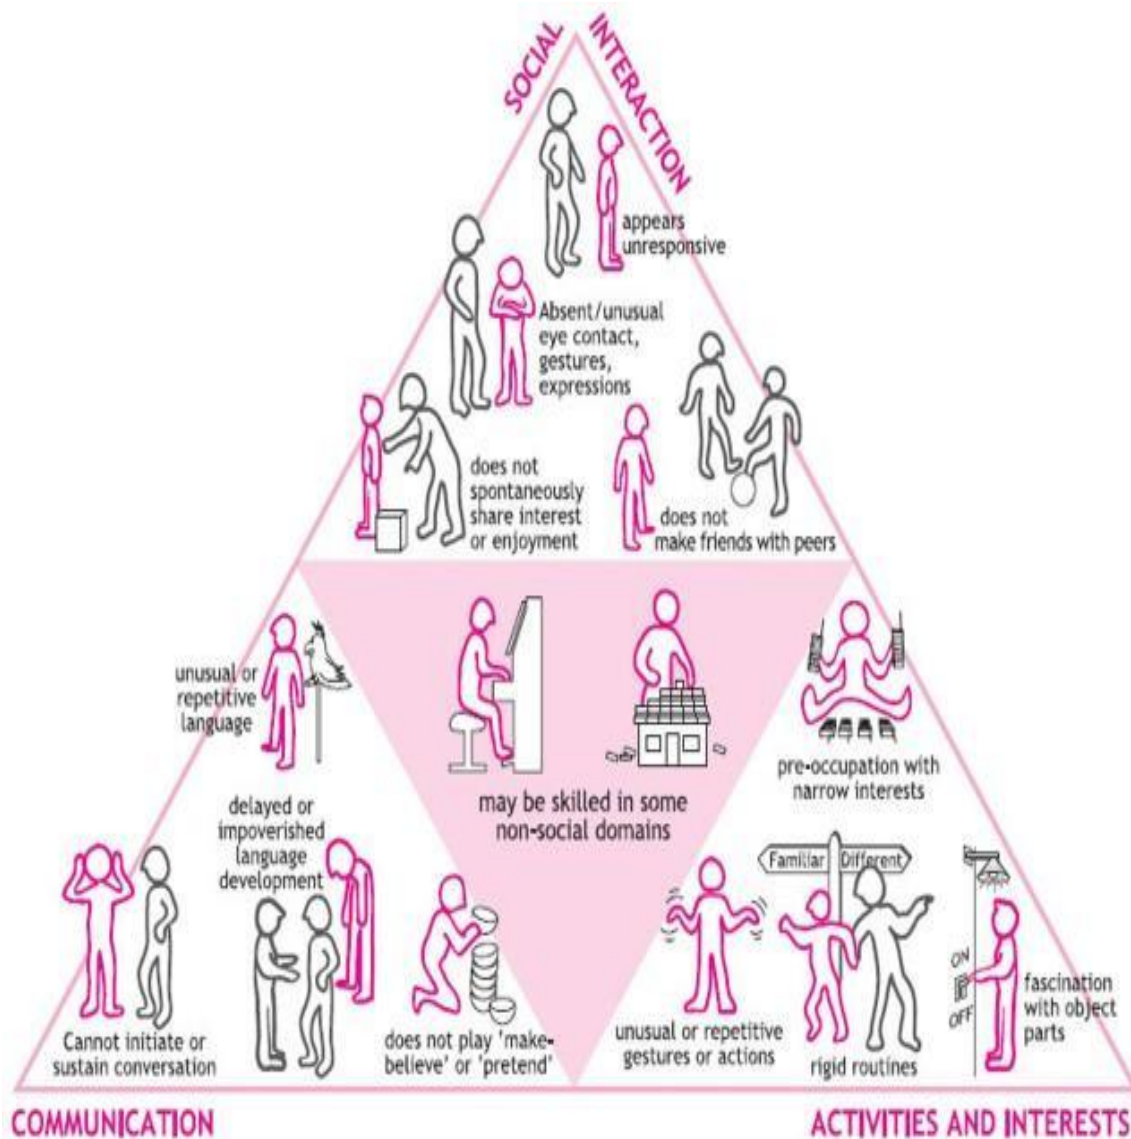 SOCIAL
INTERACTION
appears
unresponsive
Absent/unusual
eye contact,
gestures,
expressions
does not
spontaneously
share interest
or enjoyment
does not
make friends with peers
unusual or
repetitive
language
may be skilled in some
non-social domains
pre-occupation with
narrow interests
delayed or
impoverished
language
development
Familiar
Different
Cannot initiate or
sustain conversation
does not play 'make-
believe' or 'pretend'
unusual or repetitive
gestures or actions
rigid routines
ON
OFF
fascination
with object
parts
COMMUNICATION
ACTIVITIES AND INTERESTS